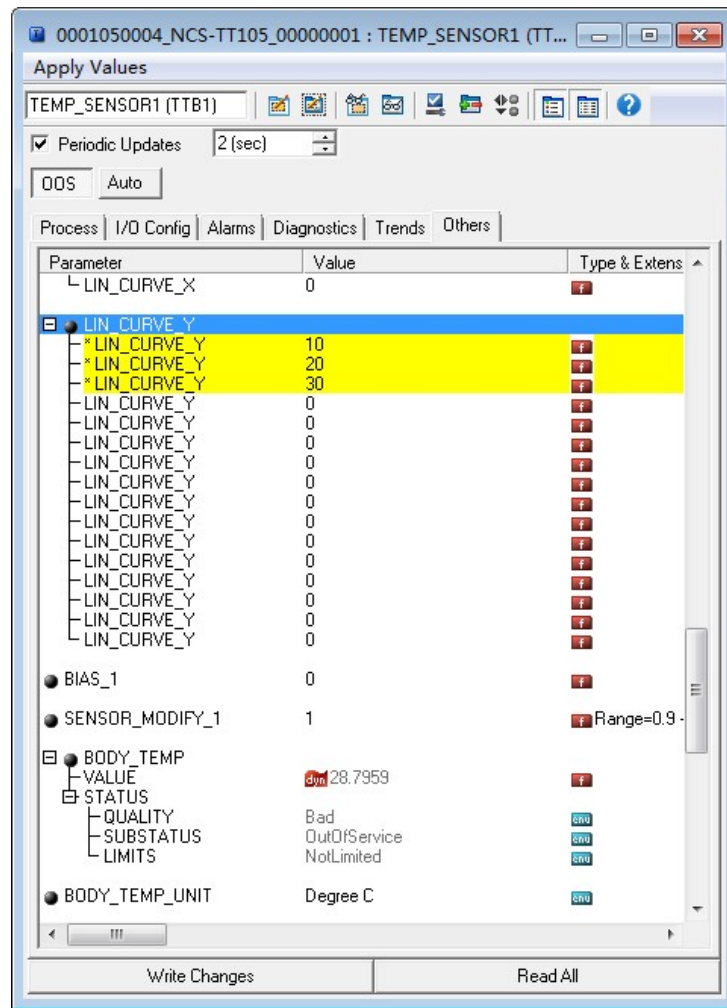 0001050004_NCS-TT105_00000001 : TEMP_SENSOR1 (TT...
Apply Values
TEMP_SENSOR1 (TTB1)
Periodic Updates 2 (sec)
OOS Auto
Process I/O Config Alarms Diagnostics Trends Others
Parameter Value Type & Extens
LIN_CURVE_X 0 f
LIN_CURVE_Y
* LIN_CURVE_Y 10 f
* LIN_CURVE_Y 20 f
* LIN_CURVE_Y 30 f
LIN_CURVE_Y 0 f
LIN_CURVE_Y 0 f
LIN_CURVE_Y 0 f
LIN_CURVE_Y 0 f
LIN_CURVE_Y 0 f
LIN_CURVE_Y 0 f
LIN_CURVE_Y 0 f
LIN_CURVE_Y 0 f
LIN_CURVE_Y 0 f
LIN_CURVE_Y 0 f
LIN_CURVE_Y 0 f
LIN_CURVE_Y 0 f
LIN_CURVE_Y 0 f
BIAS_1 0 f
SENSOR_MODIFY_1 1 f Range=0.9 -
BODY_TEMP
VALUE dyn 28.7959 f
STATUS
QUALITY Bad enu
SUBSTATUS OutOfService enu
LIMITS NotLimited enu
BODY_TEMP_UNIT Degree C enu
Write Changes Read All